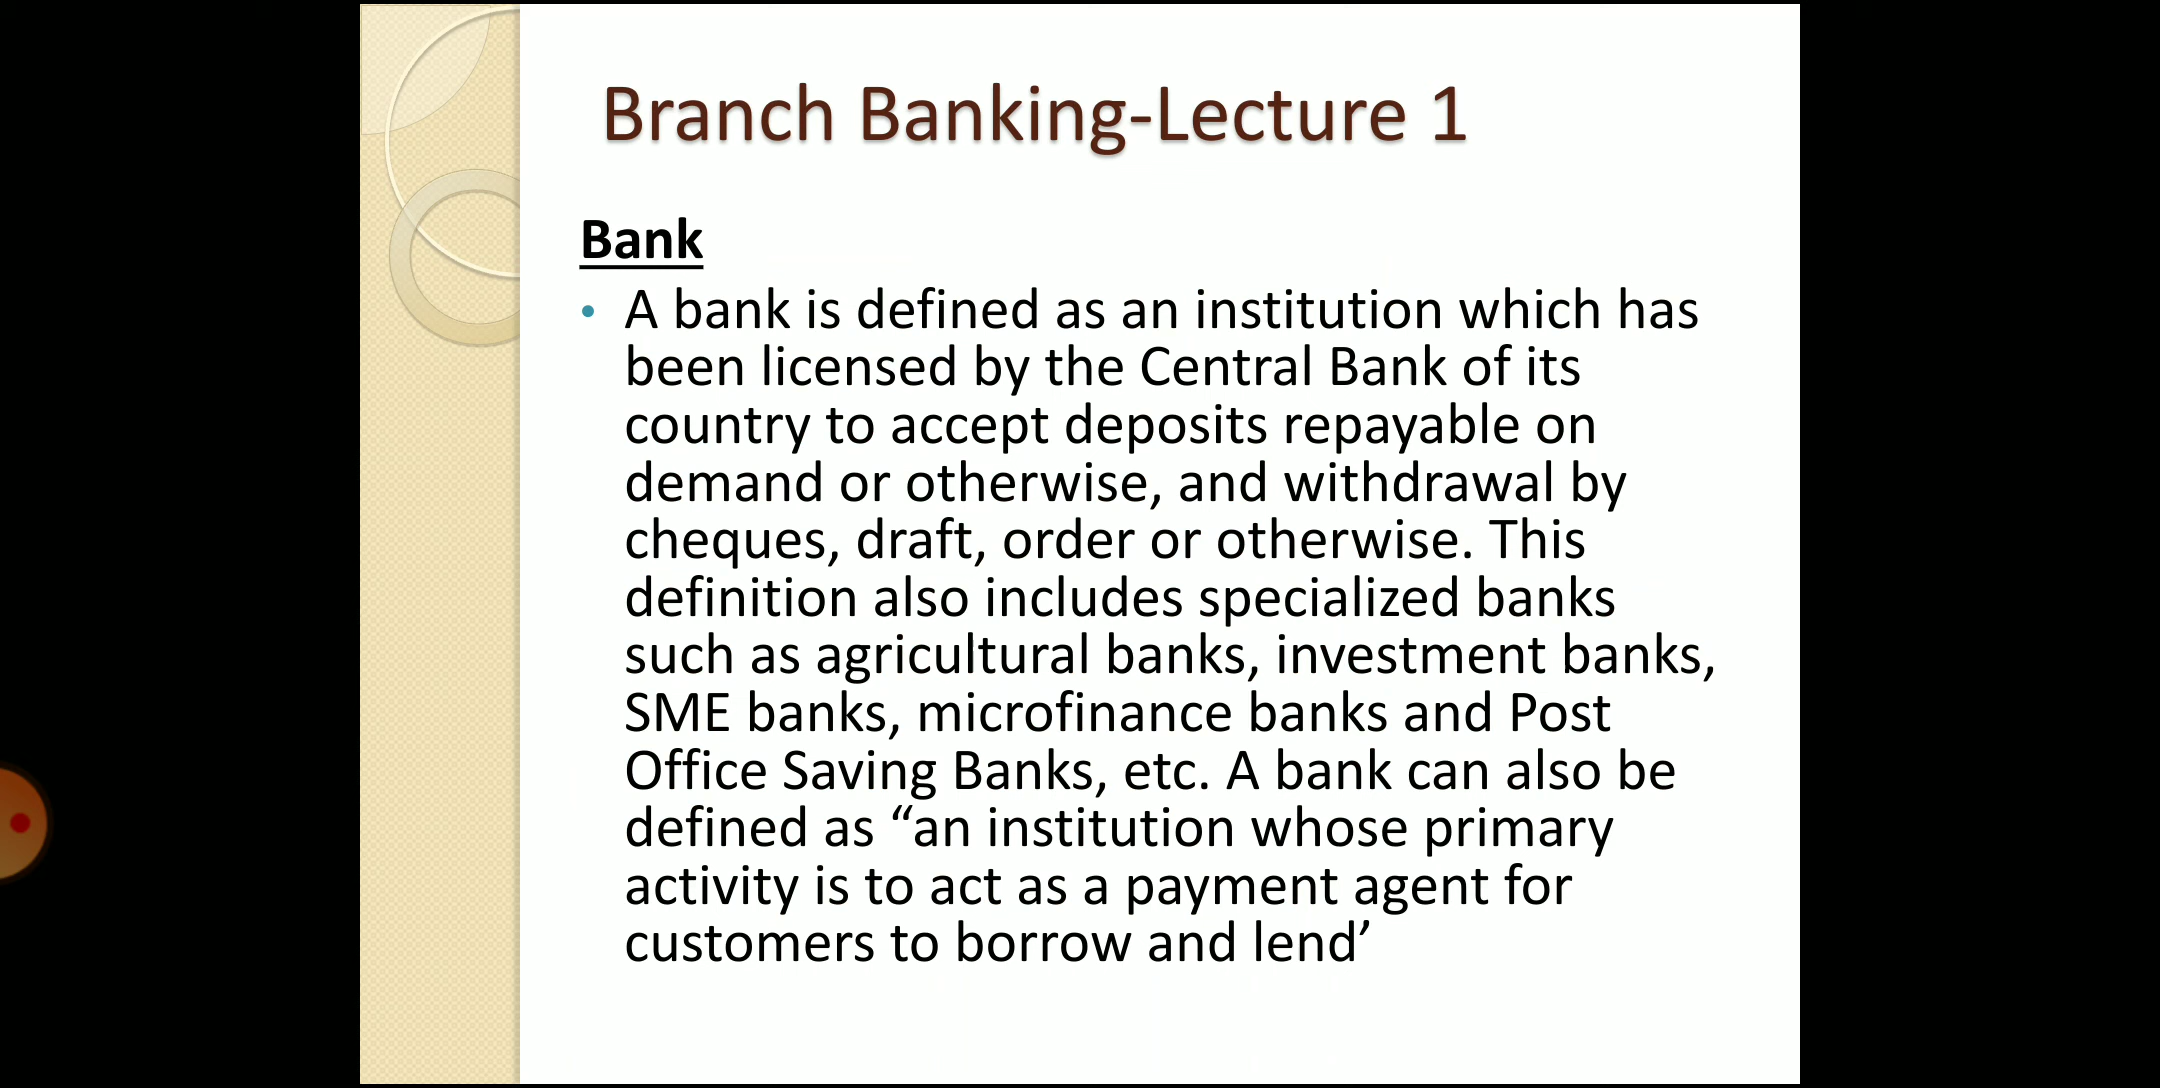 Branch Banking-Lecture 1
Bank
• A bank is defined as an institution which has
been licensed by the Central Bank of its
country to accept deposits repayable on
demand or otherwise, and withdrawal by
cheques, draft, order or otherwise. This
definition also includes specialized banks
such as agricultural banks, investment banks,
SME banks, microfinance banks and Post
Office Saving Banks, etc. A bank can also be
defined as “an institution whose primary
activity is to act as a payment agent for
customers to borrow and lend’